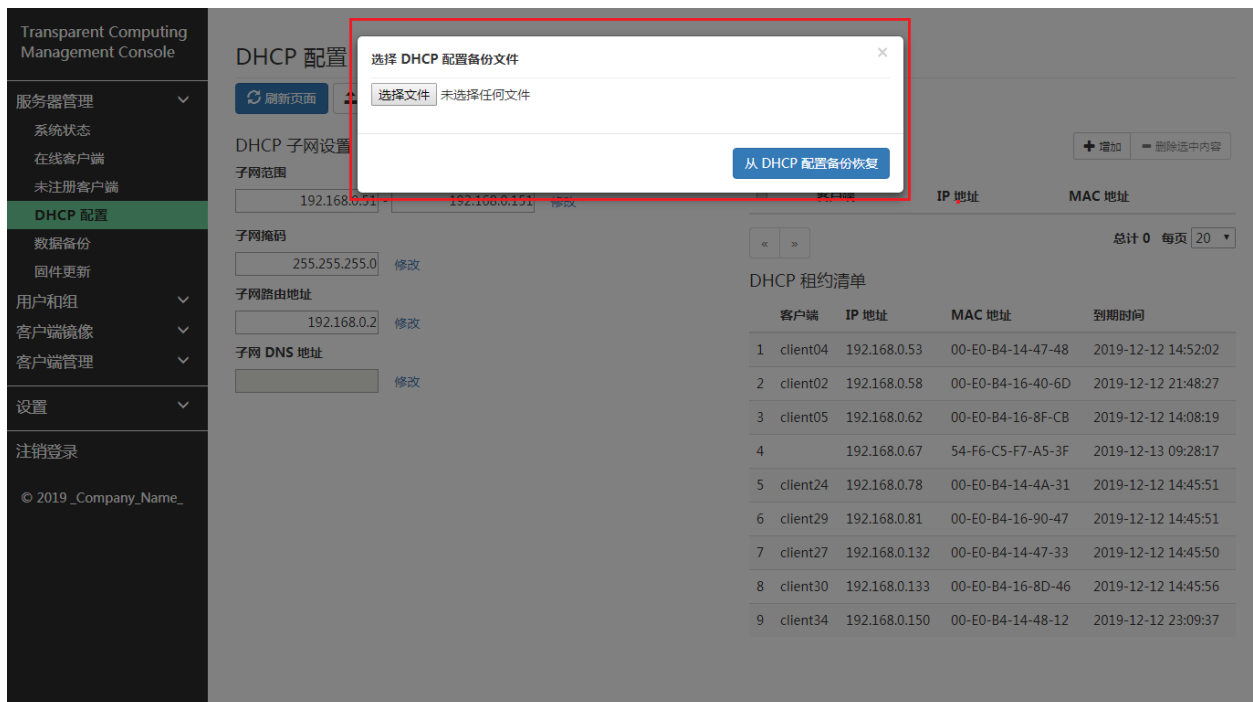 Transparent Computing
Management Console
服务器管理
系统状态
在线客户端
未注册客户端
DHCP 配置
数据备份
固件更新
用户和组
客户端镜像
客户端管理
设置
注销登录
© 2019 _Company_Name_
DHCP 配置
刷新页面
选择 DHCP 配置备份文件
×
选择文件 未选择任何文件
从 DHCP 配置备份恢复
DHCP 子网设置
子网范围
192.168.0.51 - 192.168.0.151 修改
子网掩码
255.255.255.0 修改
子网路由地址
192.168.0.2 修改
子网 DNS 地址
修改
增加 删除选中内容
客户端 IP 地址 MAC 地址
« » 总计 0 每页 20
DHCP 租约清单
客户端 IP 地址 MAC 地址 到期时间
1 client04 192.168.0.53 00-E0-B4-14-47-48 2019-12-12 14:52:02
2 client02 192.168.0.58 00-E0-B4-16-40-6D 2019-12-12 21:48:27
3 client05 192.168.0.62 00-E0-B4-16-8F-CB 2019-12-12 14:08:19
4 192.168.0.67 54-F6-C5-F7-A5-3F 2019-12-13 09:28:17
5 client24 192.168.0.78 00-E0-B4-14-4A-31 2019-12-12 14:45:51
6 client29 192.168.0.81 00-E0-B4-16-90-47 2019-12-12 14:45:51
7 client27 192.168.0.132 00-E0-B4-14-47-33 2019-12-12 14:45:50
8 client30 192.168.0.133 00-E0-B4-16-8D-46 2019-12-12 14:45:56
9 client34 192.168.0.150 00-E0-B4-14-48-12 2019-12-12 23:09:37